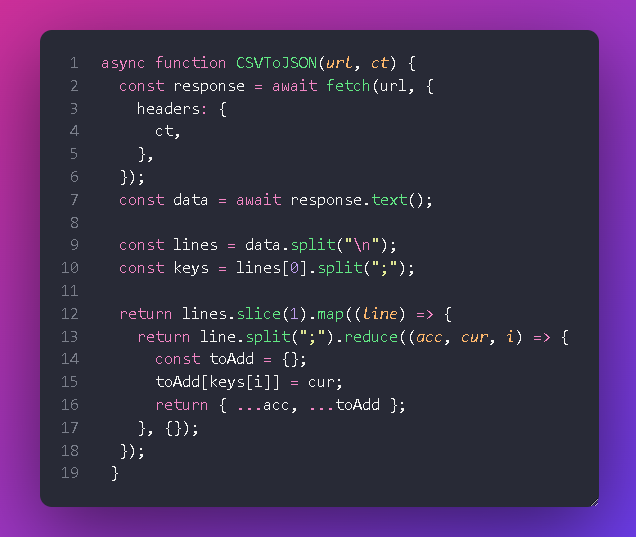 1 async function CSVToJSON(url, ct) {
2   const response = await fetch(url, {
3     headers: {
4       ct,
5     },
6   });
7   const data = await response.text();
8
9   const lines = data.split("\n");
10   const keys = lines[0].split(";");
11
12   return lines.slice(1).map((line) => {
13     return line.split(";").reduce((acc, cur, i) => {
14       const toAdd = {};
15       toAdd[keys[i]] = cur;
16       return { ...acc, ...toAdd };
17     }, {});
18   });
19  }